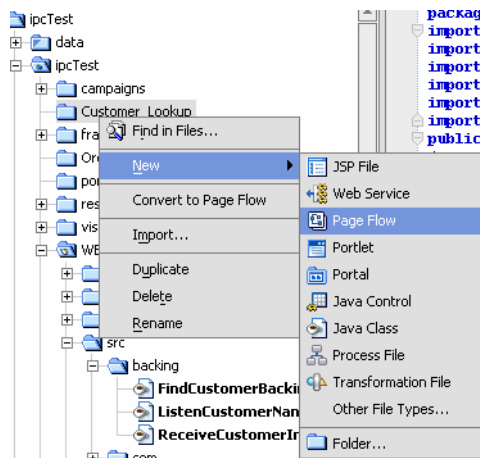 ipcTest
data
ipcTest
campaigns
Customer_Lookup
fra
Or
por
res
vis
WE
src
backing
FindCustomerBacki
ListenCustomerNan
ReceiveCustomerIr
com
Find in Files...
New
Convert to Page Flow
Import...
Duplicate
Delete
Rename
JSP File
Web Service
Page Flow
Portlet
Portal
Java Control
Java Class
Process File
Transformation File
Other File Types...
Folder...
packag
import
import
import
import
import
import
public